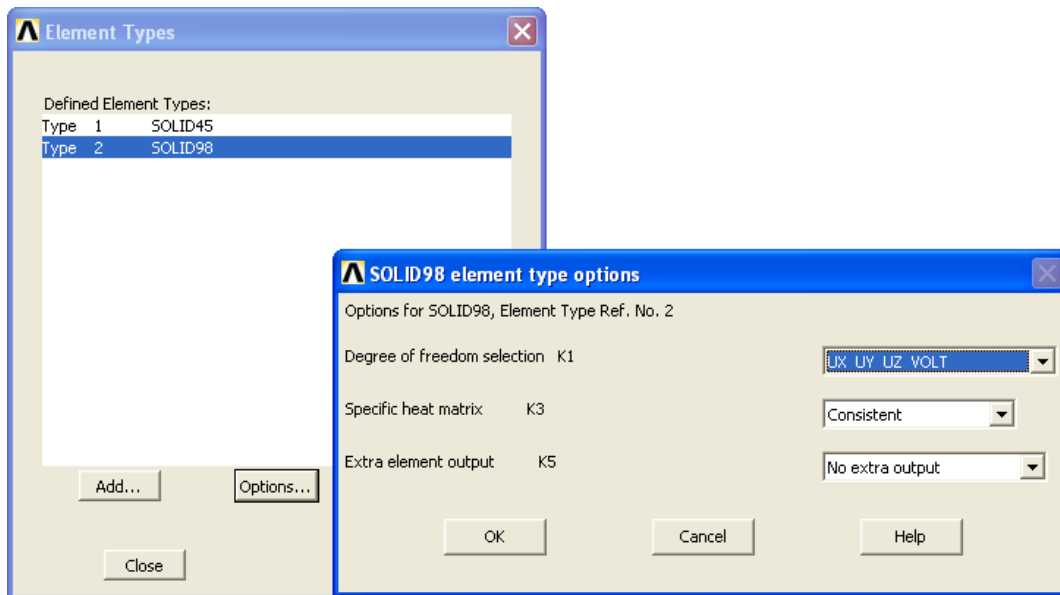 Element Types
Defined Element Types:
Type 1 SOLID45
Type 2 SOLID98
Add...
Options...
Close
SOLID98 element type options
Options for SOLID98, Element Type Ref. No. 2
Degree of freedom selection K1
UX UY UZ VOLT
Specific heat matrix K3
Consistent
Extra element output K5
No extra output
OK
Cancel
Help